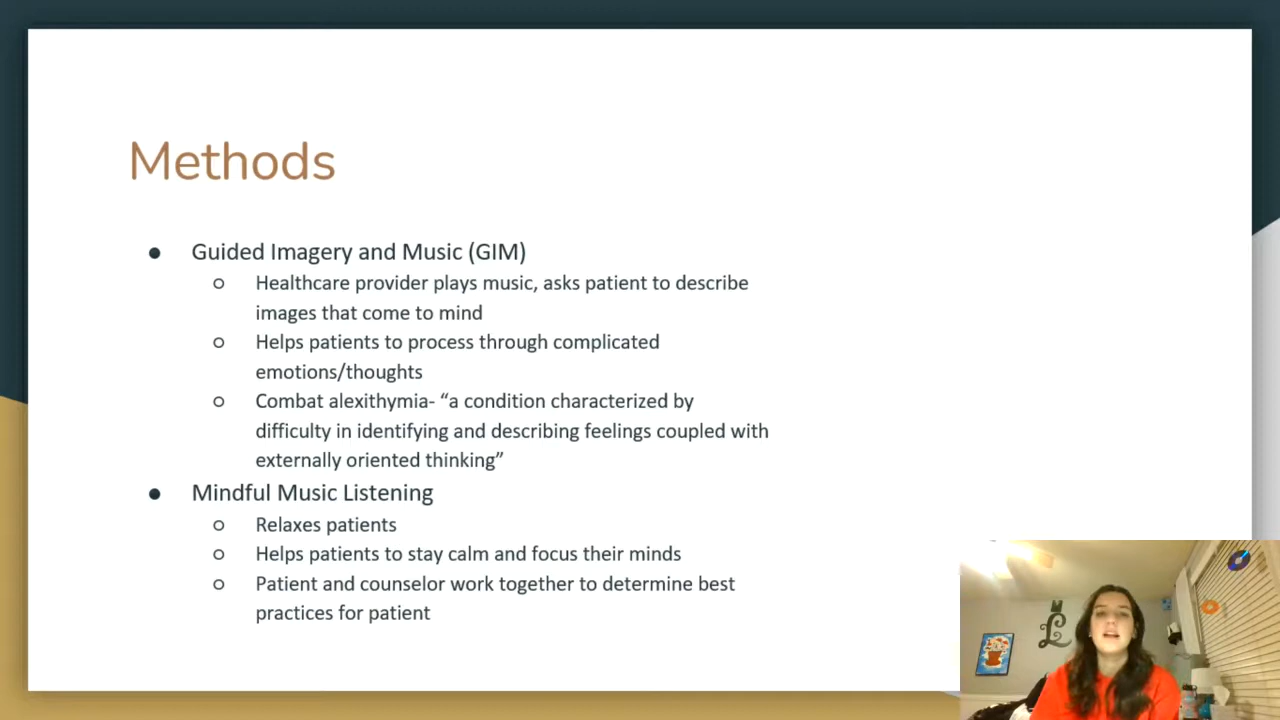 Methods
● Guided Imagery and Music (GIM)
○ Healthcare provider plays music, asks patient to describe
images that come to mind
○ Helps patients to process through complicated
emotions/thoughts
○ Combat alexithymia- “a condition characterized by
difficulty in identifying and describing feelings coupled with
externally oriented thinking”
● Mindful Music Listening
○ Relaxes patients
○ Helps patients to stay calm and focus their minds
○ Patient and counselor work together to determine best
practices for patient
L